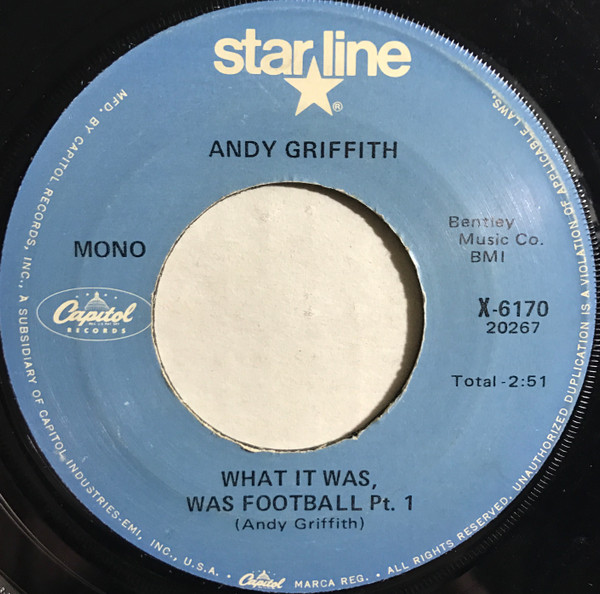 starline
®
ANDY GRIFFITH
MONO
Bentley
Music Co.
BMI
Capitol
RECORDS
X-6170
20267
Total-2:51
WHAT IT WAS,
WAS FOOTBALL Pt. 1
(Andy Griffith)
MFD. BY CAPITOL RECORDS, INC., A SUBSIDIARY OF CAPITOL INDUSTRIES-EMI, INC., U.S.A. • Capitol MARCA REG. • ALL RIGHTS RESERVED. UNAUTHORIZED DUPLICATION IS A VIOLATION OF APPLICABLE LAWS.